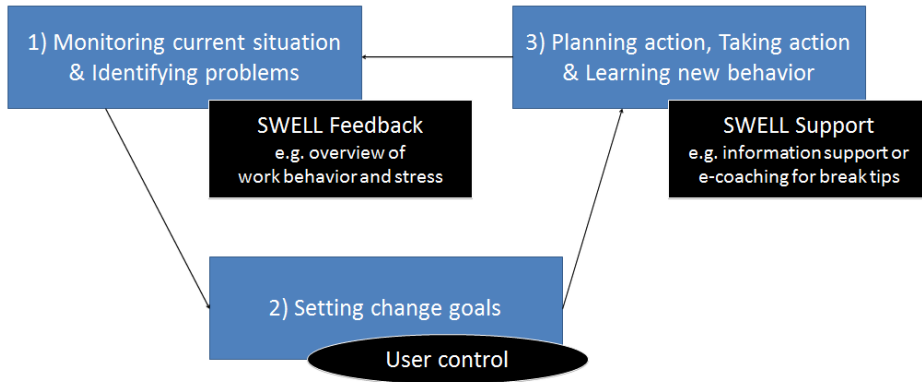 1) Monitoring current situation
& Identifying problems
SWELL Feedback
e.g. overview of
work behavior and stress
3) Planning action, Taking action
& Learning new behavior
SWELL Support
e.g. information support or
e-coaching for break tips
2) Setting change goals
User control